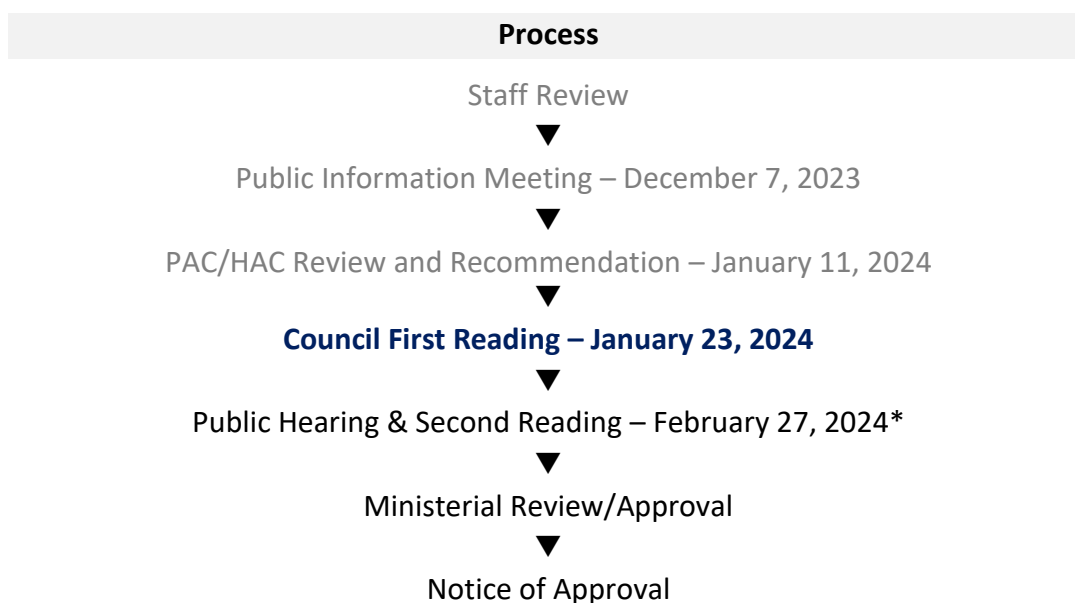 Process
Staff Review
Public Information Meeting – December 7, 2023
PAC/HAC Review and Recommendation – January 11, 2024
Council First Reading – January 23, 2024
Public Hearing & Second Reading – February 27, 2024*
Ministerial Review/Approval
Notice of Approval